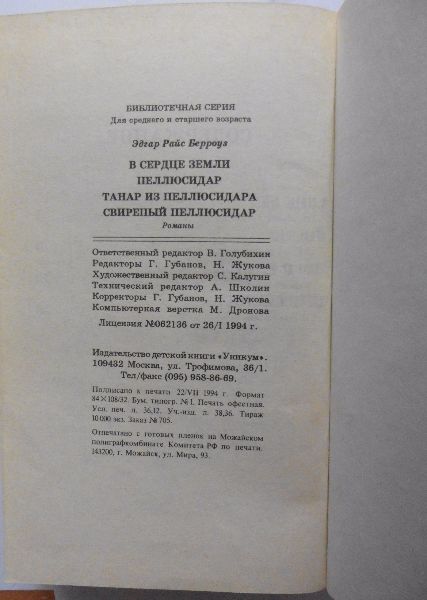 БИБЛИОТЕЧНАЯ СЕРИЯ
Для среднего и старшего возраста
Эдгар Райс Берроуз
В СЕРДЦЕ ЗЕМЛИ
ПЕЛЛЮСИДАР
ТАНАР ИЗ ПЕЛЛЮСИДАРА
СВИРЕПЫЙ ПЕЛЛЮСИДАР
Романы
Ответственный редактор В. Голубихин
Редакторы Г. Губанов, Н. Жукова
Художественный редактор С. Калугин
Технический редактор А. Школин
Корректоры Г. Губанов, Н. Жукова
Компьютерная верстка М. Дронова
Лицензия №062136 от 26/I 1994 г.
Издательство детской книги «Уникум».
109432 Москва, ул. Трофимова, 36/1.
Тел/факс (095) 958-86-69.
Подписано к печати 22/VII 1994 г. Формат
84×108/32. Бум. типогр. №1. Печать офсетная.
Усл. печ. л. 36,12. Уч.-изд. л. 38,36. Тираж
10 000 экз. Заказ №705.
Отпечатано с готовых пленок на Можайском
полиграфкомбинате Комитета РФ по печати.
143200, г. Можайск, ул. Мира, 93.